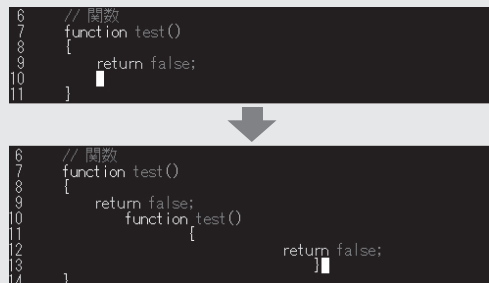 6 // 関数
7 function test()
8 {
9 return false;
10
11 }
6 // 関数
7 function test()
8 {
9 return false;
10 function test()
11 {
12 return false;
13 }
14 }